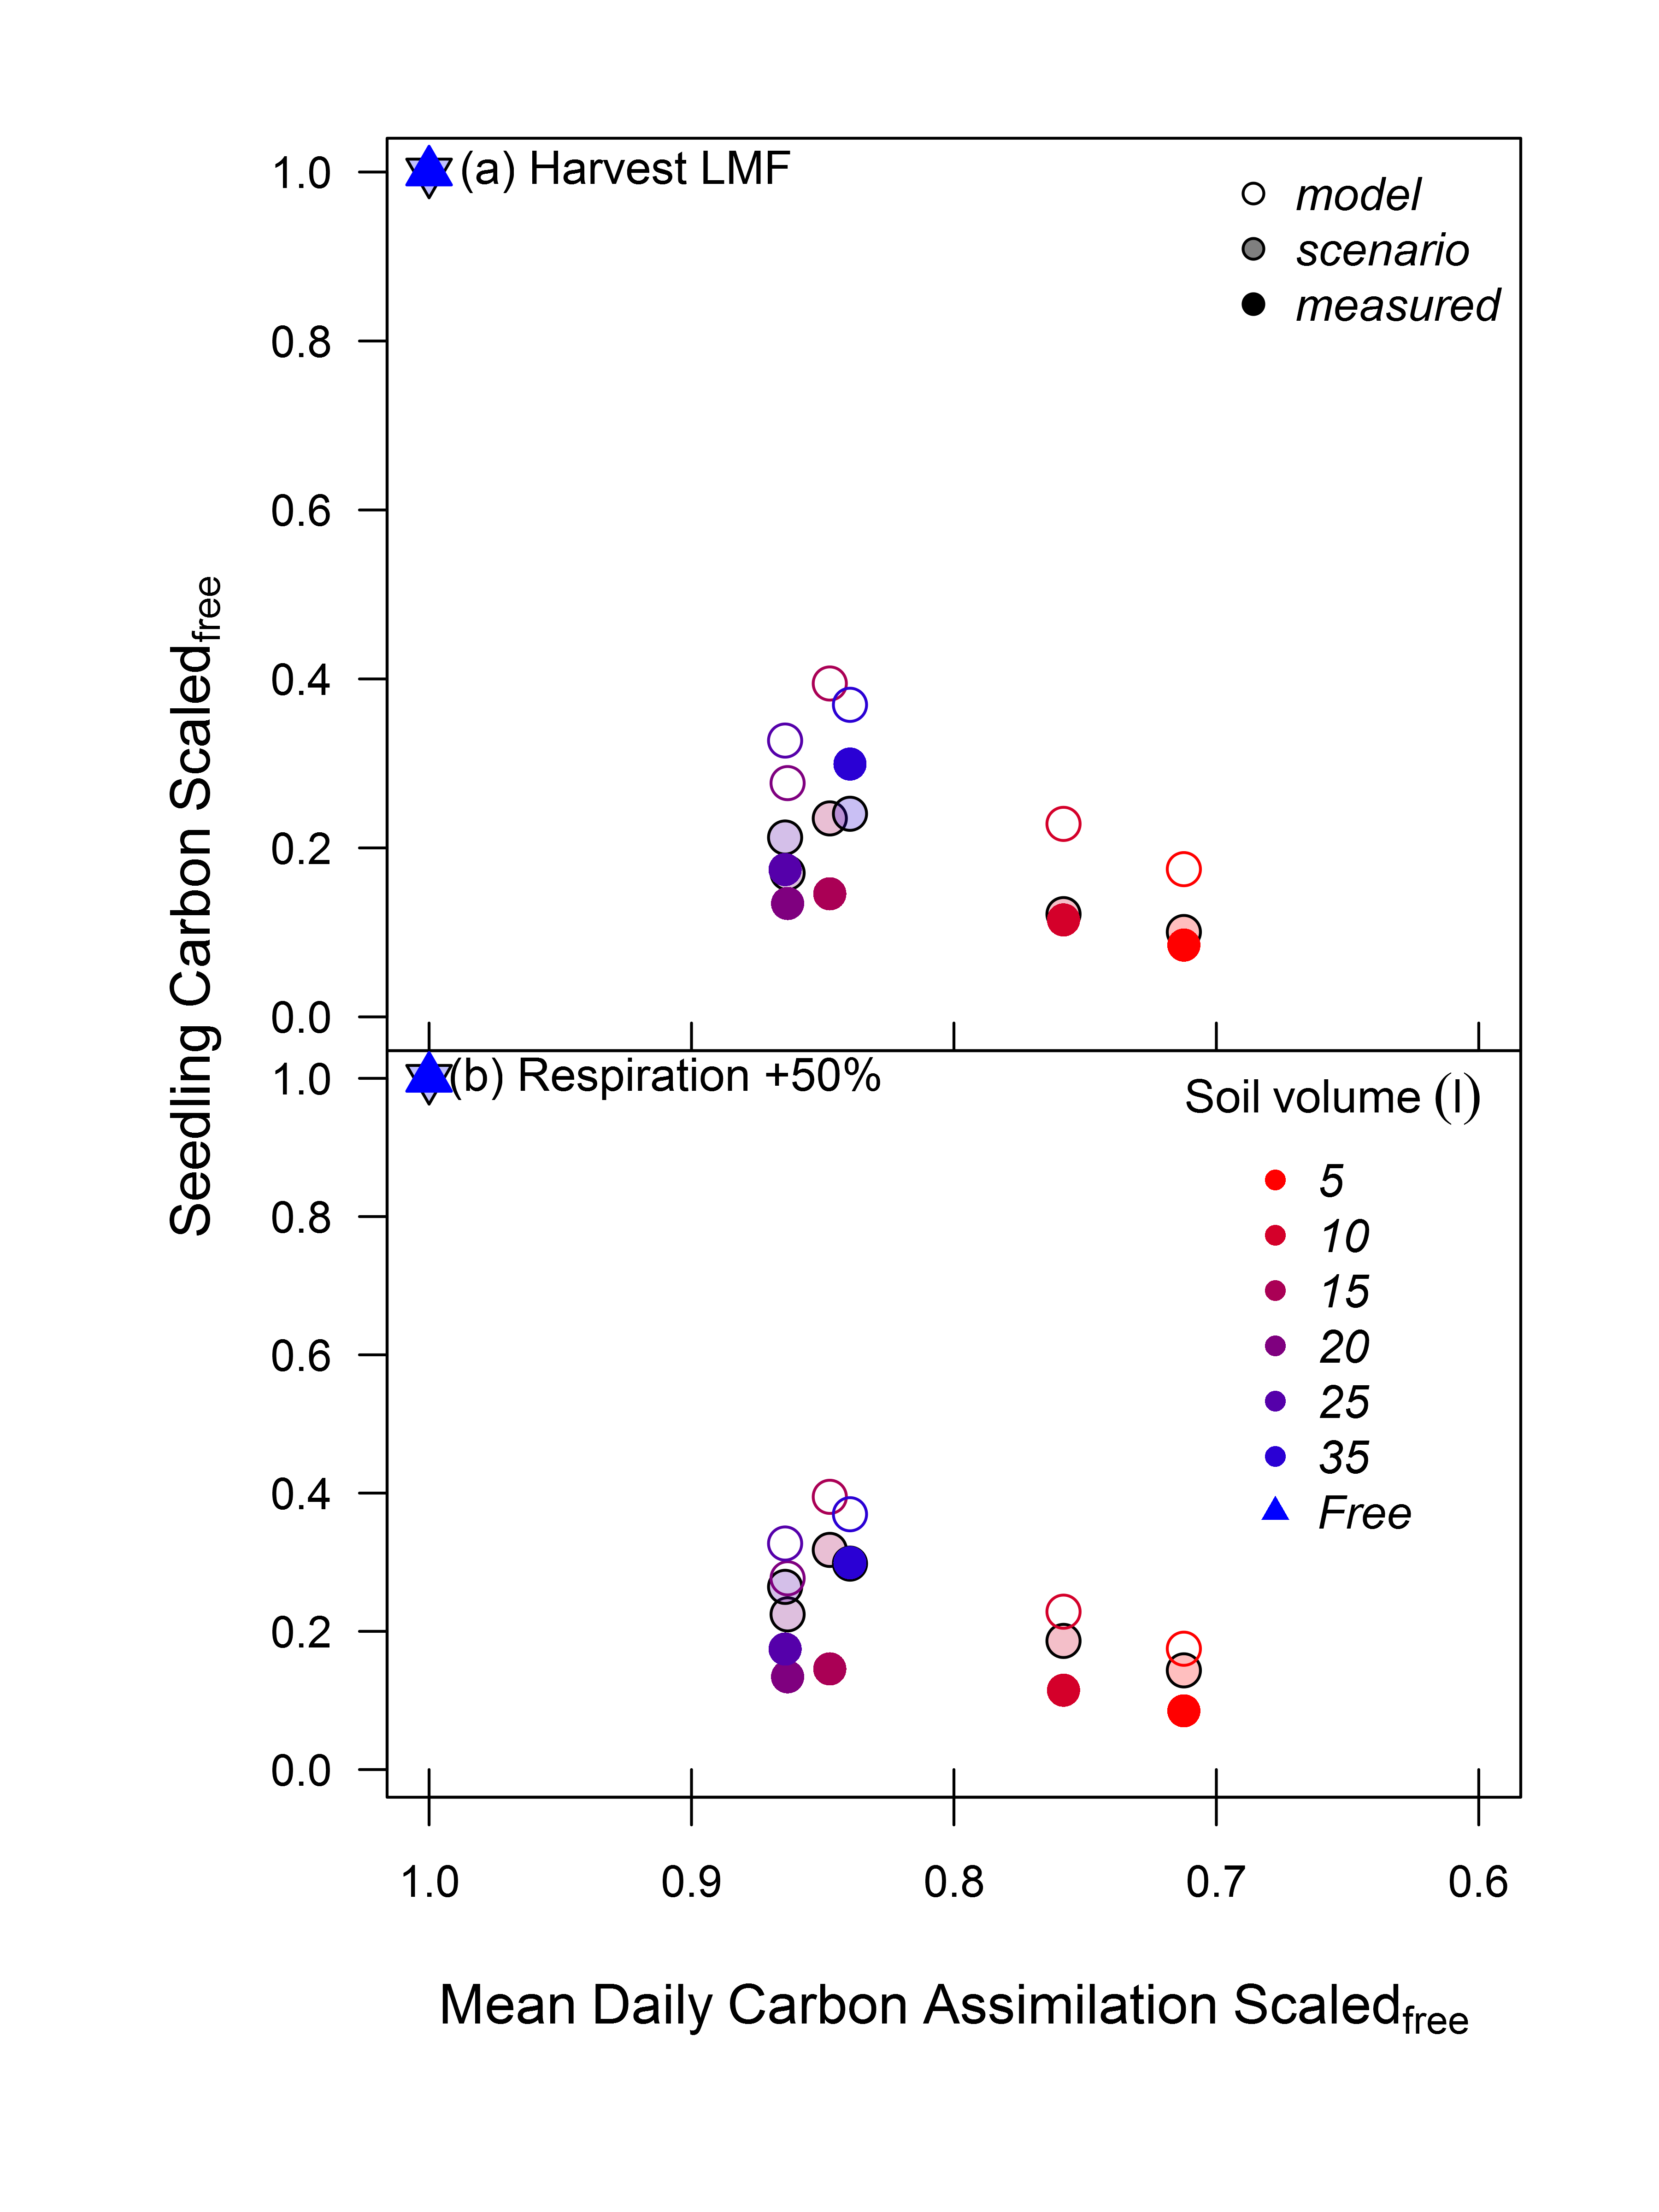 (a) Harvest LMF
model
scenario
measured
1.0
0.8
0.6
0.4
0.2
0.0
Seedling Carbon Scaledfree
(b) Respiration +50%
Soil volume (l)
5
10
15
20
25
35
Free
1.0
0.8
0.6
0.4
0.2
0.0
1.0 0.9 0.8 0.7 0.6
Mean Daily Carbon Assimilation Scaledfree